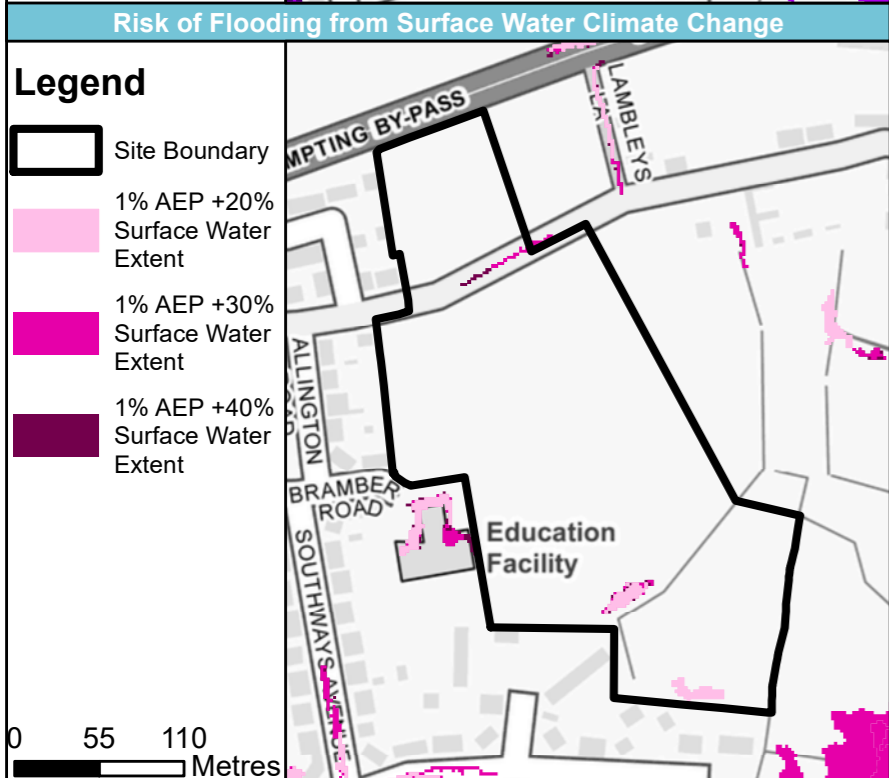 Risk of Flooding from Surface Water Climate Change
Legend
Site Boundary
1% AEP +20%
Surface Water
Extent
1% AEP +30%
Surface Water
Extent
1% AEP +40%
Surface Water
Extent
0 55 110
Metres
MPTING BY-PASS
LAMBLEYS
LA
ALLINGTON
OAD
BRAMBER
ROAD
SOUTHWAYS AVENUE
Education
Facility